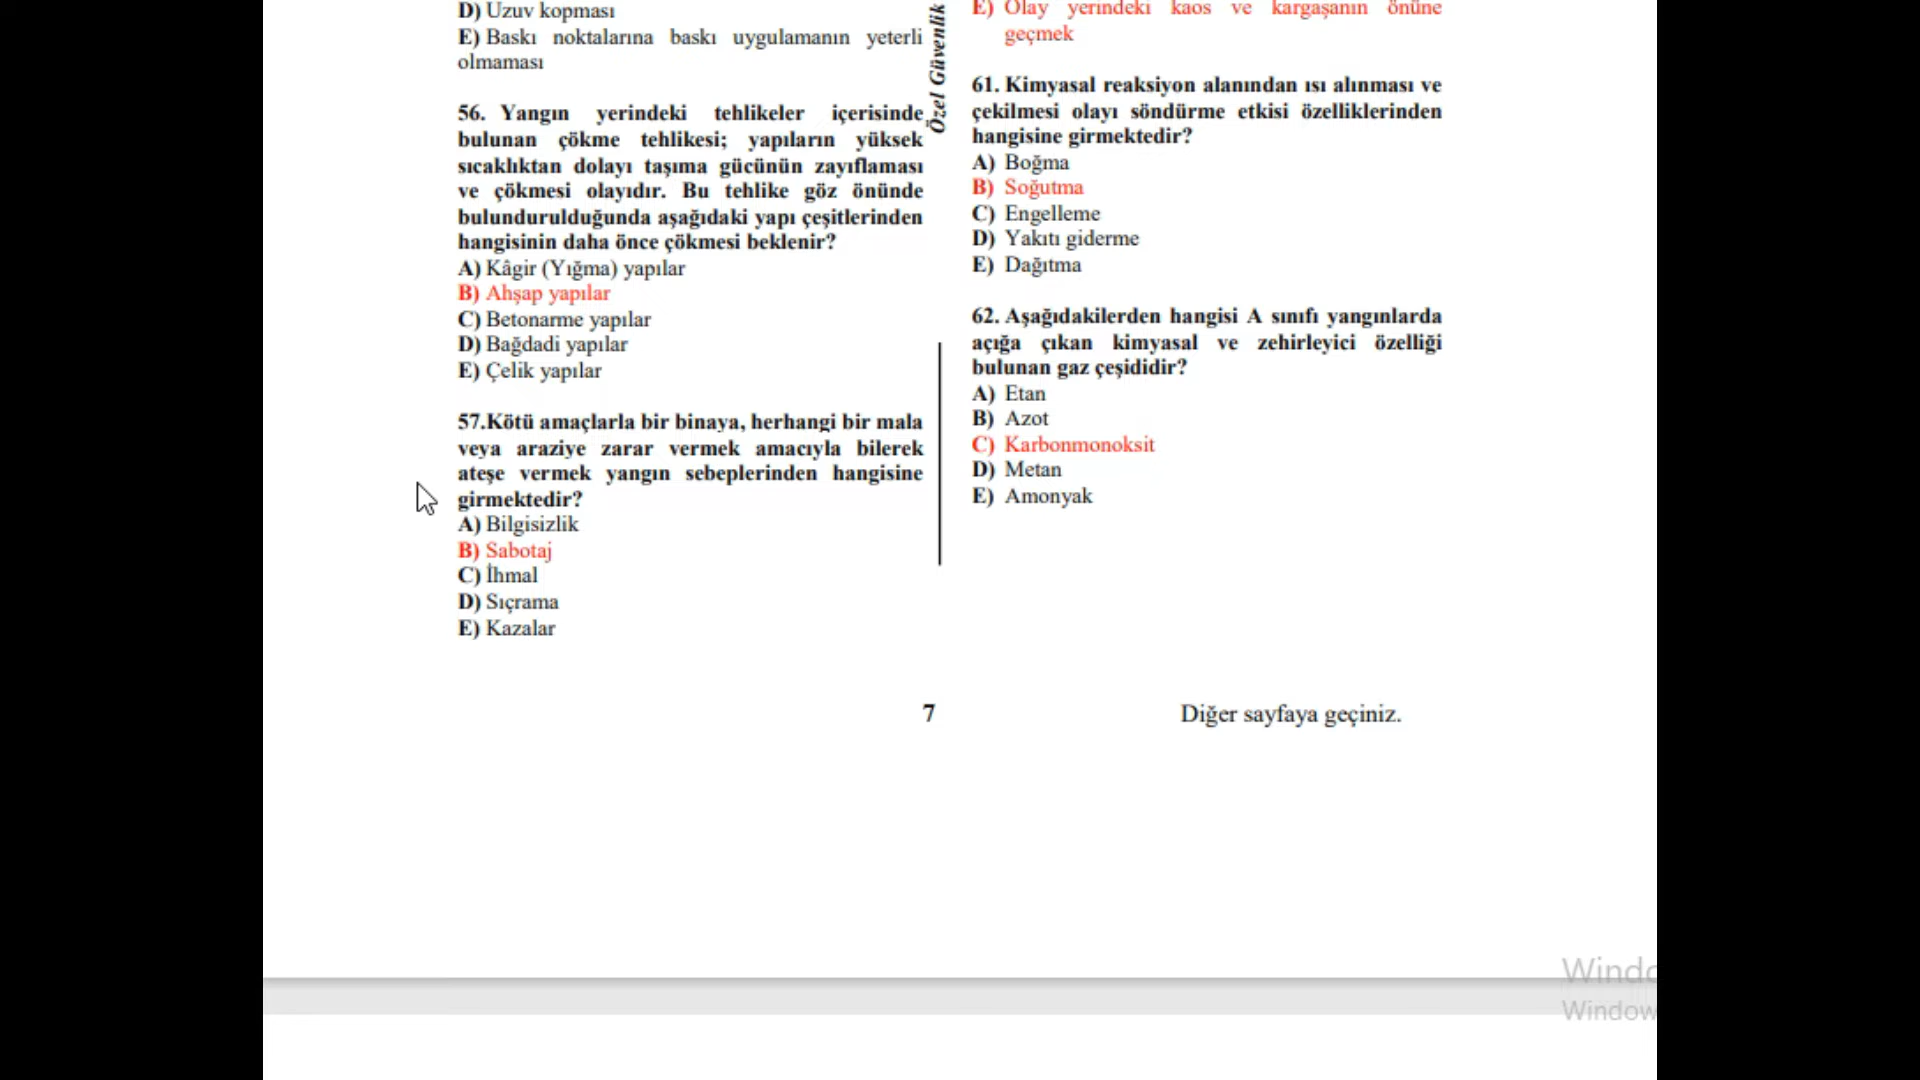 D) Uzuv kopması
E) Baskı noktalarına baskı uygulamanın yeterli
olmaması
56. Yangın yerindeki tehlikeler içerisinde
bulunan çökme tehlikesi; yapıların yüksek
sıcaklıktan dolayı taşıma gücünün zayıflaması
ve çökmesi olayıdır. Bu tehlike göz önünde
bulundurulduğunda aşağıdaki yapı çeşitlerinden
hangisinin daha önce çökmesi beklenir?
A) Kâgir (Yığma) yapılar
B) Ahşap yapılar
C) Betonarme yapılar
D) Bağdadi yapılar
E) Çelik yapılar
57.Kötü amaçlarla bir binaya, herhangi bir mala
veya araziye zarar vermek amacıyla bilerek
ateşe vermek yangın sebeplerinden hangisine
girmektedir?
A) Bilgisizlik
B) Sabotaj
C) İhmal
D) Sıçrama
E) Kazalar
Özel Güvenlik
E) Olay yerindeki kaos ve kargaşanın önüne
geçmek
61. Kimyasal reaksiyon alanından ısı alınması ve
çekilmesi olayı söndürme etkisi özelliklerinden
hangisine girmektedir?
A) Boğma
B) Soğutma
C) Engelleme
D) Yakıtı giderme
E) Dağıtma
62. Aşağıdakilerden hangisi A sınıfı yangınlarda
açığa çıkan kimyasal ve zehirleyici özelliği
bulunan gaz çeşididir?
A) Etan
B) Azot
C) Karbonmonoksit
D) Metan
E) Amonyak
7
Diğer sayfaya geçiniz.
Windo
Window